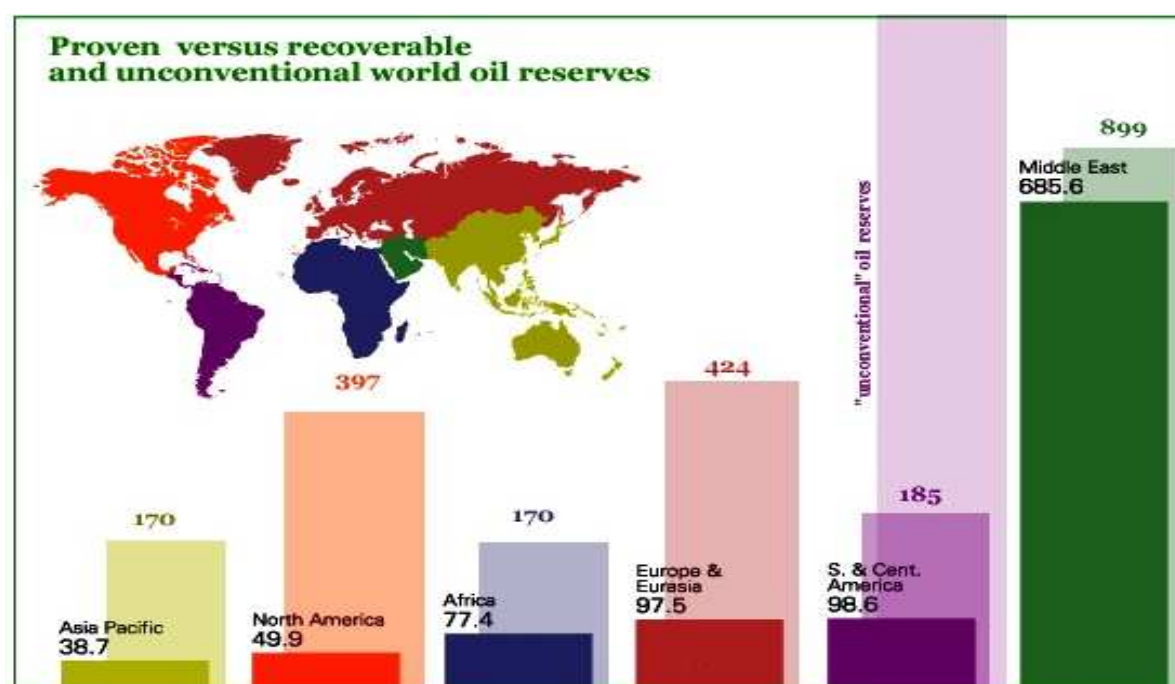 Proven versus recoverable
and unconventional world oil reserves
899
Middle East
685.6
"unconventional" oil reserves
397
424
170
170
185
Asia Pacific
38.7
North America
49.9
Africa
77.4
Europe &
Eurasia
97.5
S. & Cent.
America
98.6